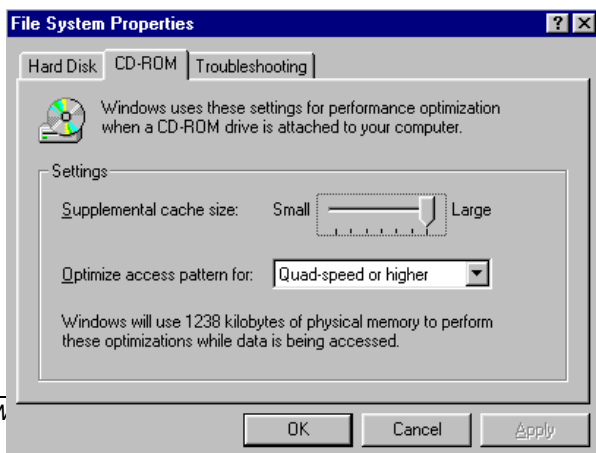 File System Properties
Hard Disk CD-ROM Troubleshooting
Windows uses these settings for performance optimization
when a CD-ROM drive is attached to your computer.
Settings
Supplemental cache size: Small Large
Optimize access pattern for: Quad-speed or higher
Windows will use 1238 kilobytes of physical memory to perform
these optimizations while data is being accessed.
OK Cancel Apply